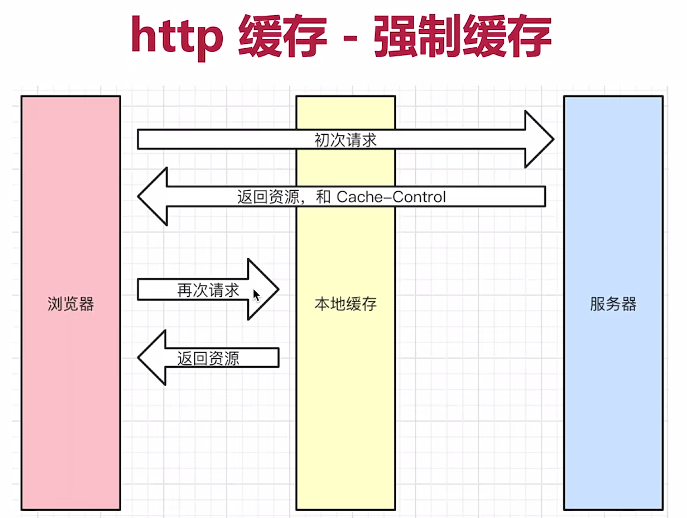 http 缓存 - 强制缓存
初次请求
返回资源，和 Cache-Control
再次请求
浏览器
本地缓存
服务器
返回资源